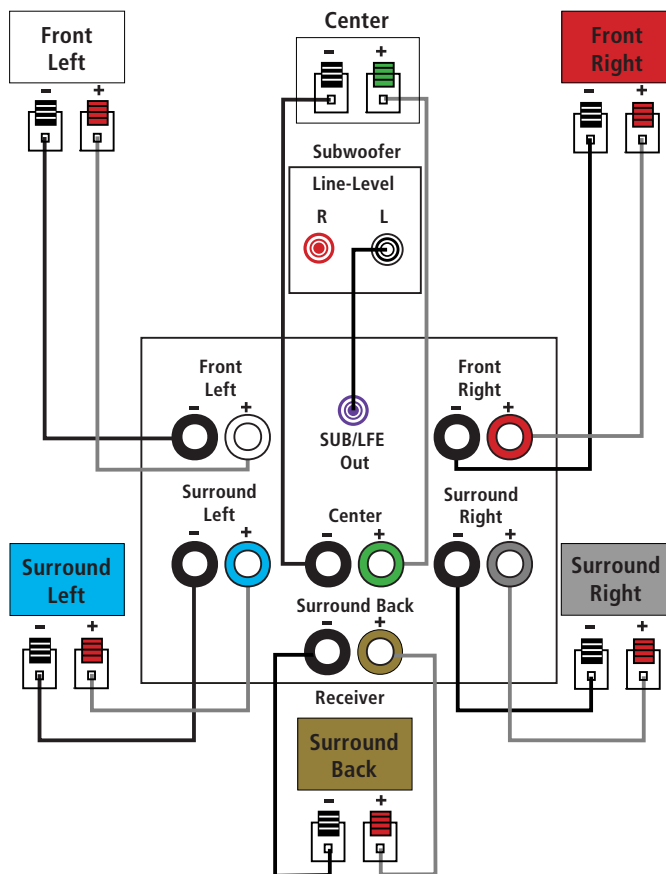 Center
Front
Left
Front
Right
- +
- +
- +
Subwoofer
Line-Level
R L
Front
Left
Front
Right
- +
- +
SUB/LFE
Out
Surround
Left
Center
Surround
Right
- +
- +
- +
Surround
Left
Surround
Right
Surround Back
- +
- +
- +
Receiver
Surround
Back
- +